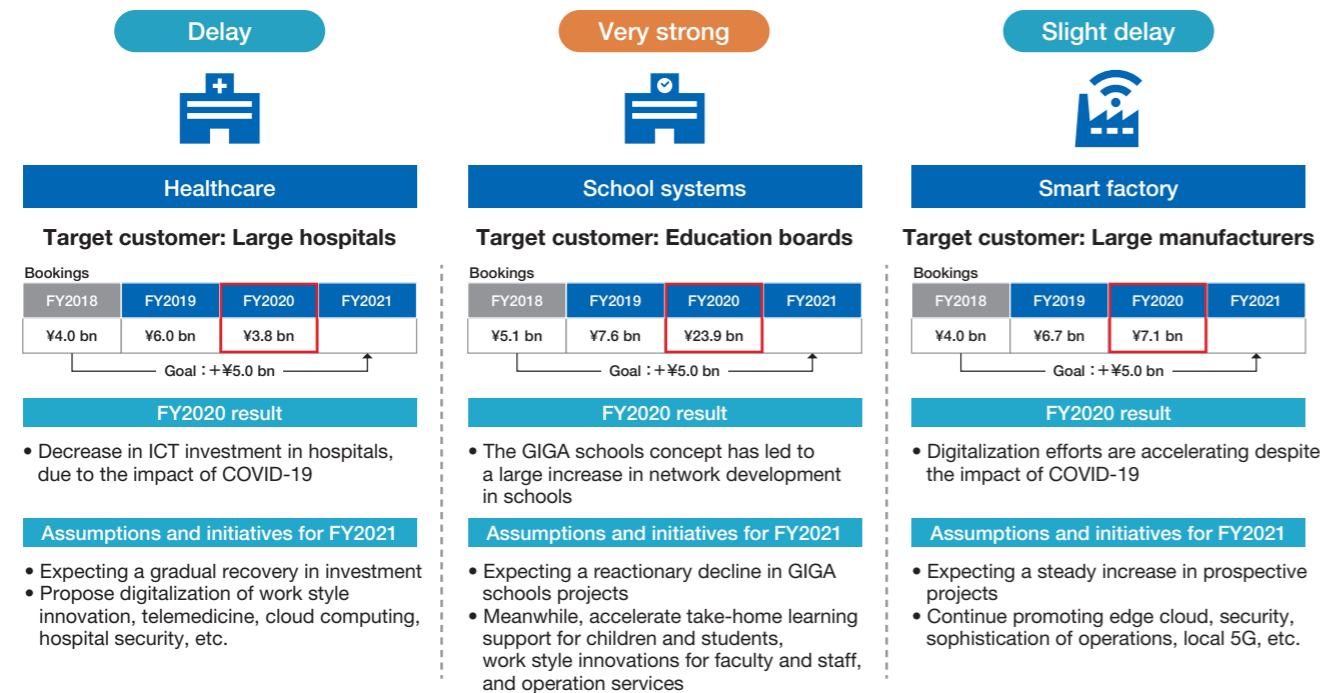 Delay
Healthcare
Target customer: Large hospitals
Bookings
FY2018 FY2019 FY2020 FY2021
¥4.0 bn ¥6.0 bn ¥3.8 bn
Goal：+¥5.0 bn
FY2020 result
• Decrease in ICT investment in hospitals,
due to the impact of COVID-19
Assumptions and initiatives for FY2021
• Expecting a gradual recovery in investment
• Propose digitalization of work style
innovation, telemedicine, cloud computing,
hospital security, etc.
Very strong
School systems
Target customer: Education boards
Bookings
FY2018 FY2019 FY2020 FY2021
¥5.1 bn ¥7.6 bn ¥23.9 bn
Goal：+¥5.0 bn
FY2020 result
• The GIGA schools concept has led to
a large increase in network development
in schools
Assumptions and initiatives for FY2021
• Expecting a reactionary decline in GIGA
schools projects
• Meanwhile, accelerate take-home learning
support for children and students,
work style innovations for faculty and staff,
and operation services
Slight delay
Smart factory
Target customer: Large manufacturers
Bookings
FY2018 FY2019 FY2020 FY2021
¥4.0 bn ¥6.7 bn ¥7.1 bn
Goal：+¥5.0 bn
FY2020 result
• Digitalization efforts are accelerating despite
the impact of COVID-19
Assumptions and initiatives for FY2021
• Expecting a steady increase in prospective
projects
• Continue promoting edge cloud, security,
sophistication of operations, local 5G, etc.